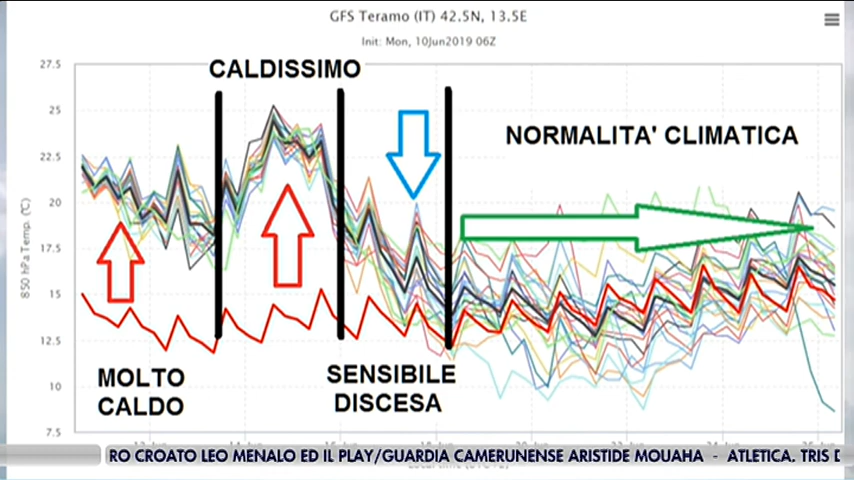 GFS Teramo (IT) 42.5N, 13.5E
Init: Mon, 10Jun2019 06Z
CALDISSIMO
NORMALITA' CLIMATICA
27.5
25
22.5
20
17.5
15
12.5
10
7.5
850 hPa Temp. (°C)
MOLTO
CALDO
SENSIBILE
DISCESA
RO CROATO LEO MENALO ED IL PLAY/GUARDIA CAMERUNENSE ARISTIDE MOUAHA - ATLETICA. TRIS D